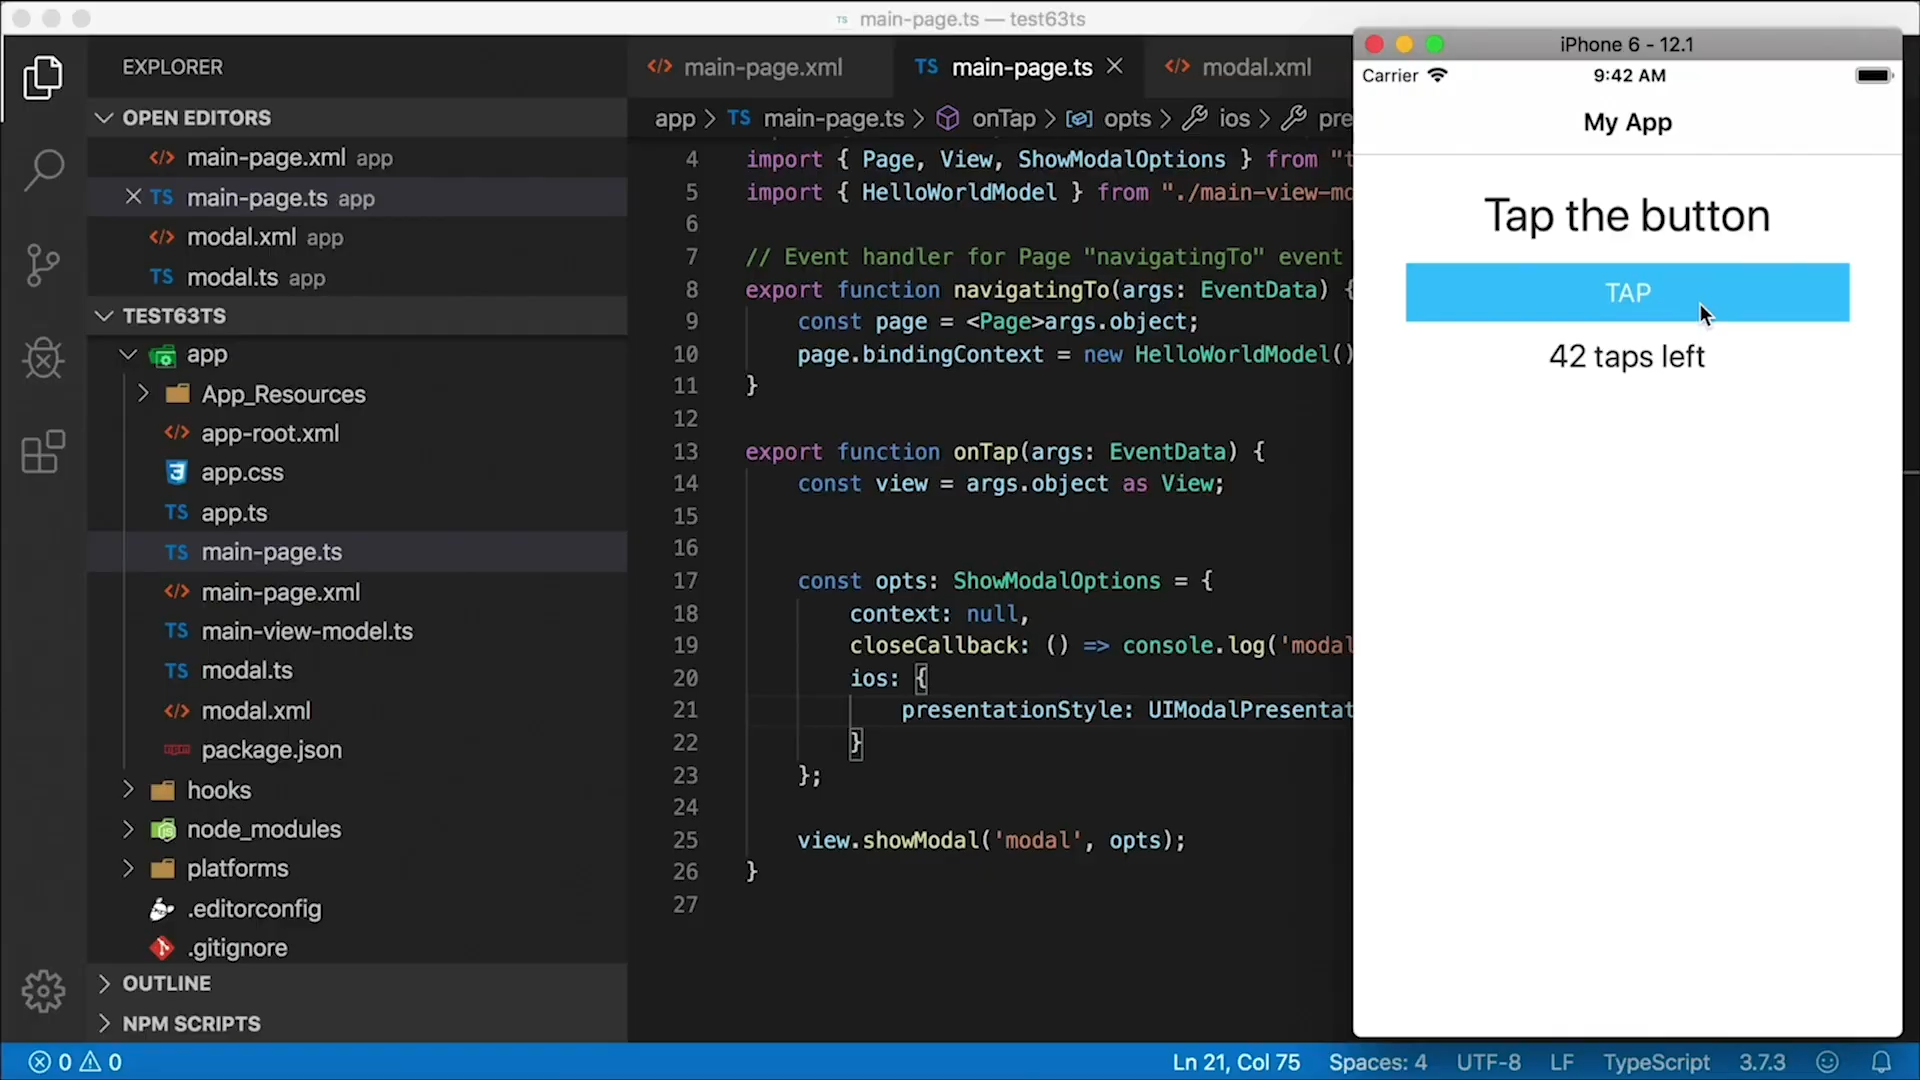 main-page.ts — test63ts
EXPLORER
OPEN EDITORS
main-page.xml app
main-page.ts app
modal.xml app
modal.ts app
TEST63TS
app
App_Resources
app-root.xml
app.css
app.ts
main-page.ts
main-page.xml
main-view-model.ts
modal.ts
modal.xml
package.json
hooks
node_modules
platforms
.editorconfig
.gitignore
OUTLINE
NPM SCRIPTS
main-page.xml
TS main-page.ts
modal.xml
app > TS main-page.ts > onTap > opts > ios > pre
4 import { Page, View, ShowModalOptions } from "t
5 import { HelloWorldModel } from "./main-view-mo
6
7 // Event handler for Page "navigatingTo" event
8 export function navigatingTo(args: EventData) {
9 const page = <Page>args.object;
10 page.bindingContext = new HelloWorldModel()
11 }
12
13 export function onTap(args: EventData) {
14 const view = args.object as View;
15
16
17 const opts: ShowModalOptions = {
18 context: null,
19 closeCallback: () => console.log('modal
20 ios: {
21 presentationStyle: UIModalPresentat
22 }
23 };
24
25 view.showModal('modal', opts);
26 }
27
iPhone 6 - 12.1
Carrier 9:42 AM
My App
Tap the button
TAP
42 taps left
0 0
Ln 21, Col 75 Spaces: 4 UTF-8 LF TypeScript 3.7.3